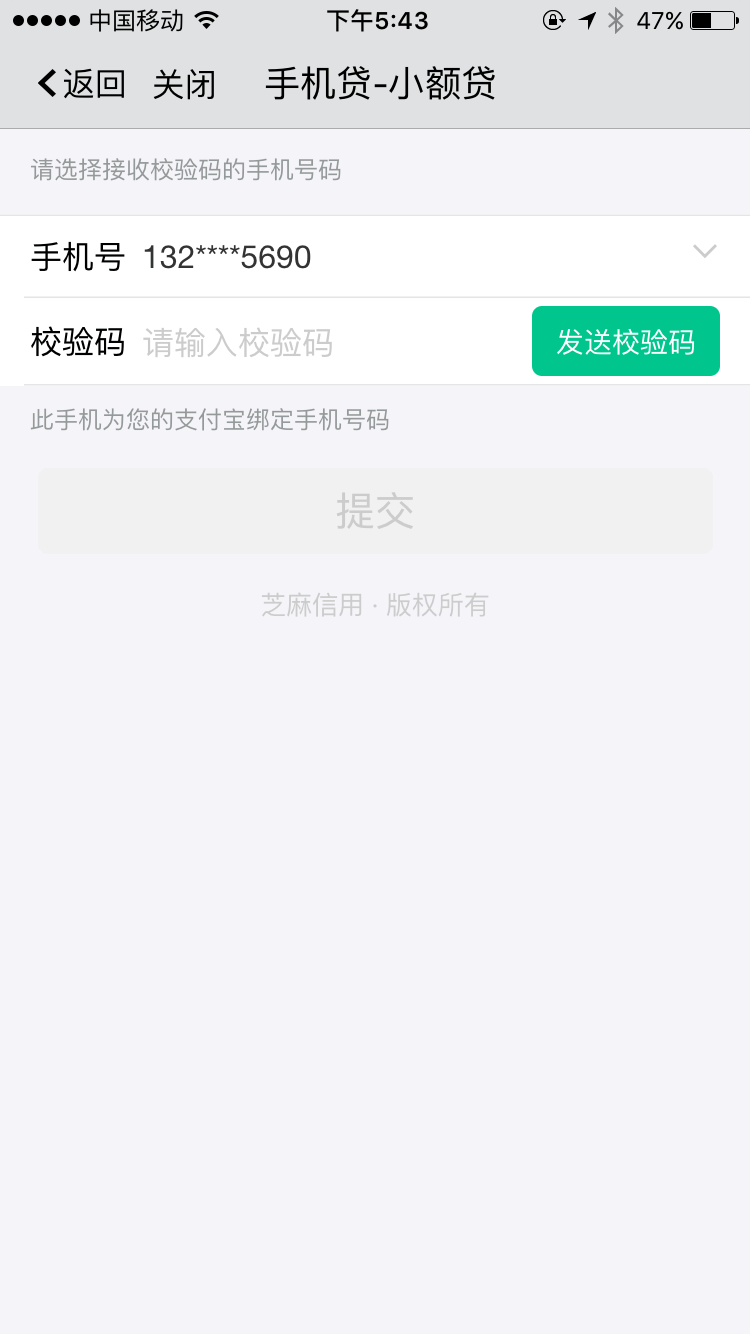 中国移动 下午5:43 47%
返回 关闭 手机贷-小额贷
请选择接收校验码的手机号码
手机号 132****5690
校验码 请输入校验码 发送校验码
此手机为您的支付宝绑定手机号码
提交
芝麻信用 · 版权所有